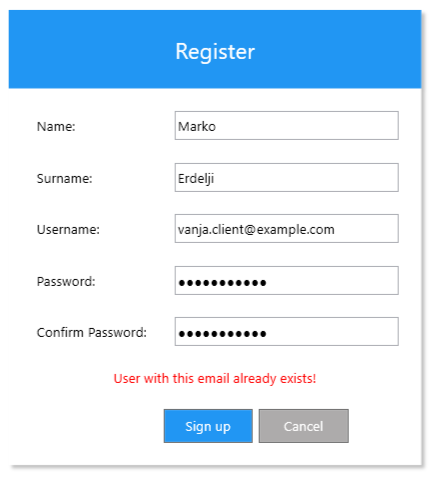 Register
Name: Marko
Surname: Erdelji
Username: vanja.client@example.com
Password: ●●●●●●●●●●●
Confirm Password: ●●●●●●●●●●●
User with this email already exists!
Sign up Cancel